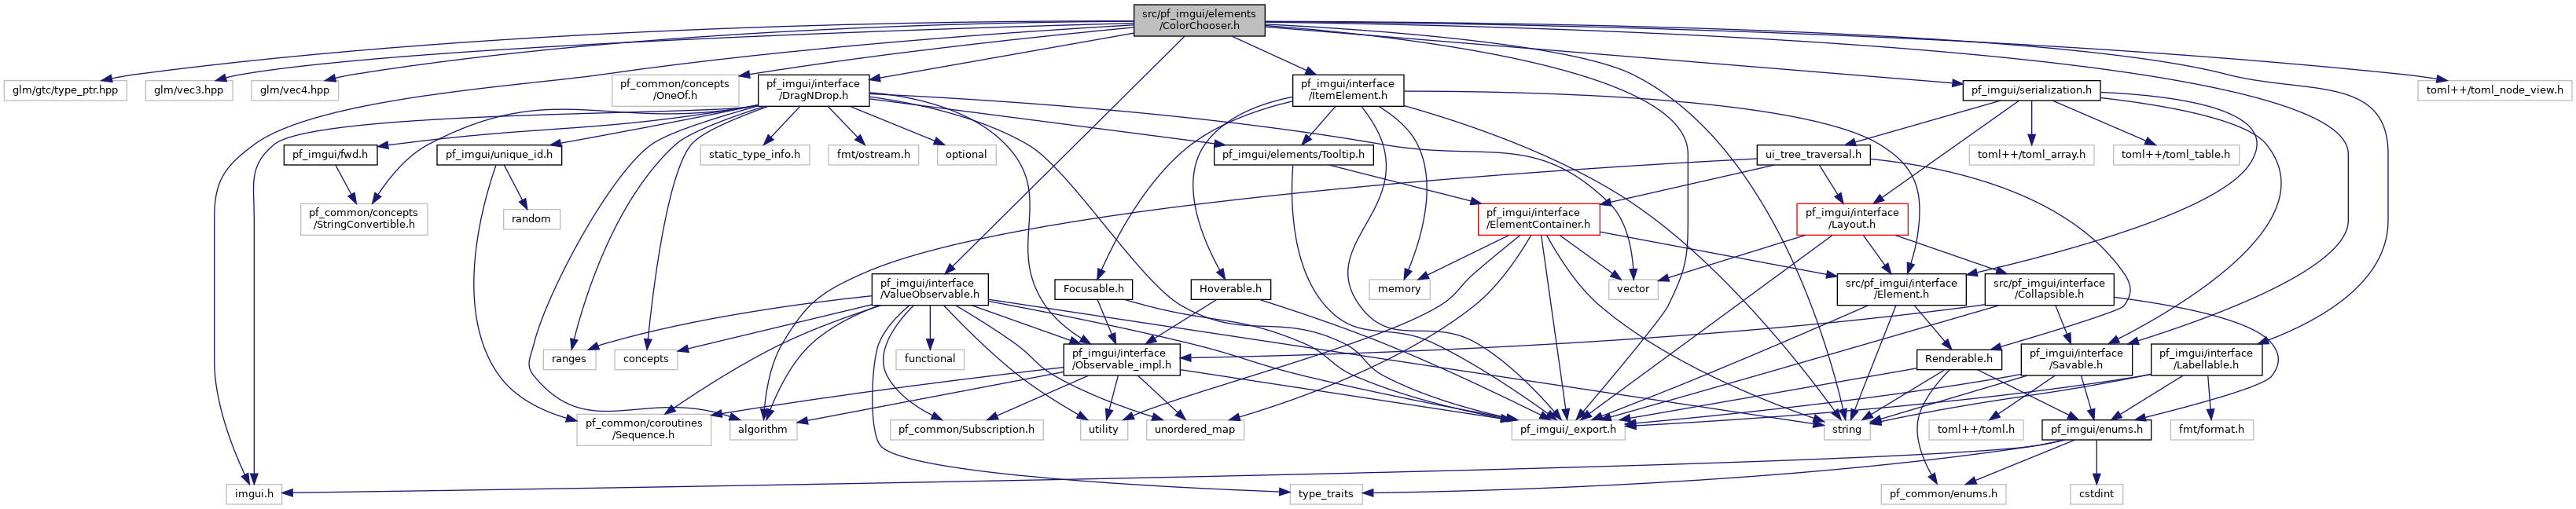 src/pf_imgui/elements
/ColorChooser.h
glm/gtc/type_ptr.hpp
glm/vec3.hpp
glm/vec4.hpp
pf_common/concepts
/OneOf.h
pf_imgui/interface
/DragNDrop.h
pf_imgui/interface
/ItemElement.h
pf_imgui/serialization.h
toml++/toml_node_view.h
pf_imgui/fwd.h
pf_imgui/unique_id.h
static_type_info.h
fmt/ostream.h
optional
pf_imgui/elements/Tooltip.h
ui_tree_traversal.h
toml++/toml_array.h
toml++/toml_table.h
pf_common/concepts
/StringConvertible.h
random
pf_imgui/interface
/ElementContainer.h
pf_imgui/interface
/Layout.h
pf_imgui/interface
/ValueObservable.h
Focusable.h
Hoverable.h
memory
vector
src/pf_imgui/interface
/Element.h
src/pf_imgui/interface
/Collapsible.h
ranges
concepts
functional
pf_imgui/interface
/Observable_impl.h
Renderable.h
pf_imgui/interface
/Savable.h
pf_imgui/interface
/Labellable.h
pf_common/coroutines
/Sequence.h
algorithm
pf_common/Subscription.h
utility
unordered_map
pf_imgui/_export.h
string
toml++/toml.h
pf_imgui/enums.h
fmt/format.h
imgui.h
type_traits
pf_common/enums.h
cstdint